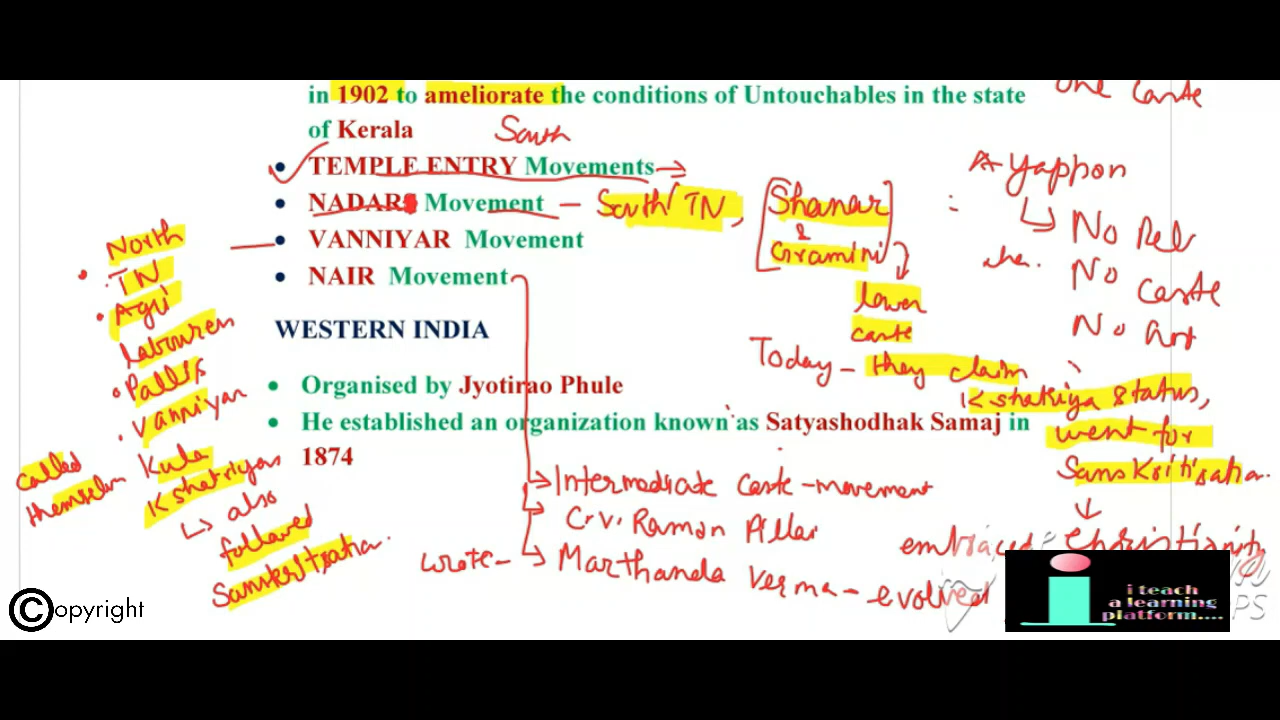 in 1902 to ameliorate the conditions of Untouchables in the state
one caste
of Kerala
South
• TEMPLE ENTRY Movements →
Ayappon
• NADARS Movement – South TN, [Shanar
&
Gramini]
No Rel
No Caste
North
• TN
• VANNIYAR Movement
• Agri
labourers
• NAIR Movement
lower
caste
WESTERN INDIA
Today – they claim
Kshatriya status,
went for
Sanskritisation.
embraced Christianity
• Pallis
• Vanniyar
• Organised by Jyotirao Phule
• He established an organization known as Satyashodhak Samaj in
1874
called
themselves
Kula
Kshatriyas
↳ also
followed
Sanskritisation.
Intermediate caste – movement
C.V. Raman Pillai
wrote – Marthanda Verma – evolved
©opyright
i teach
a learning
platform....
PS